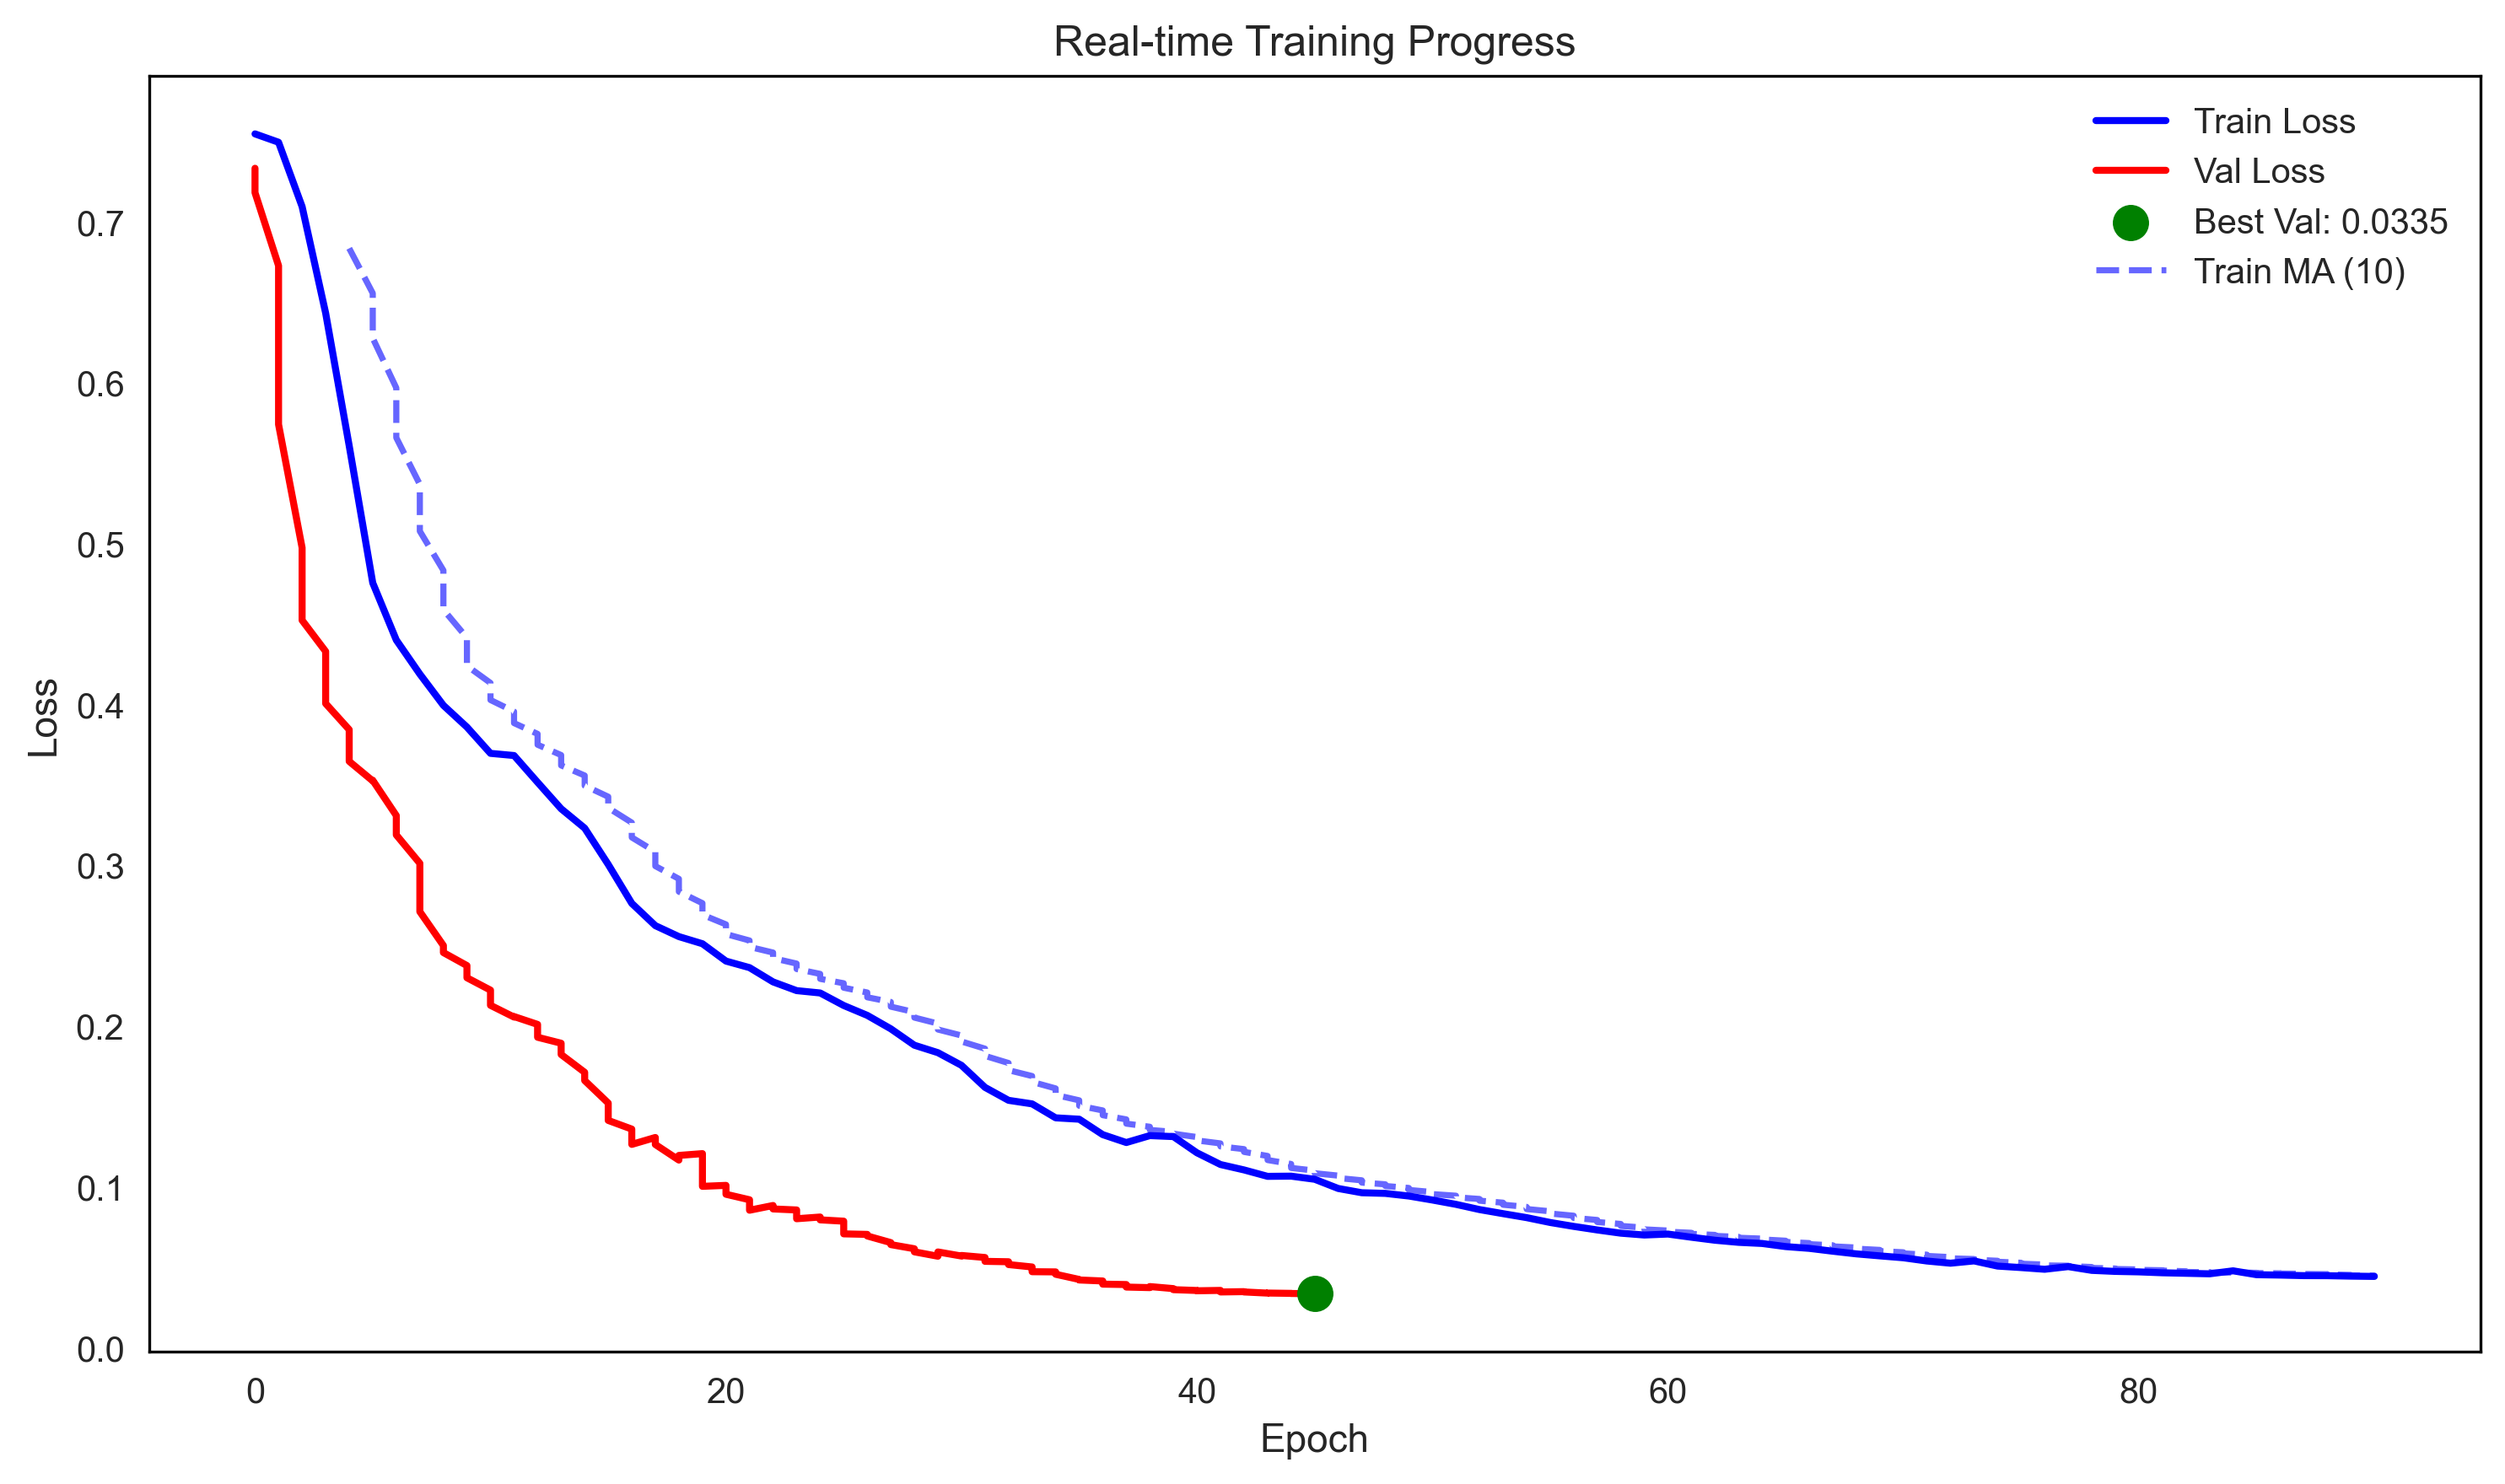 Real-time Training Progress
Train Loss
Val Loss
Best Val: 0.0335
Train MA (10)
Loss
0.7
0.6
0.5
0.4
0.3
0.2
0.1
0.0
0
20
40
60
80
Epoch